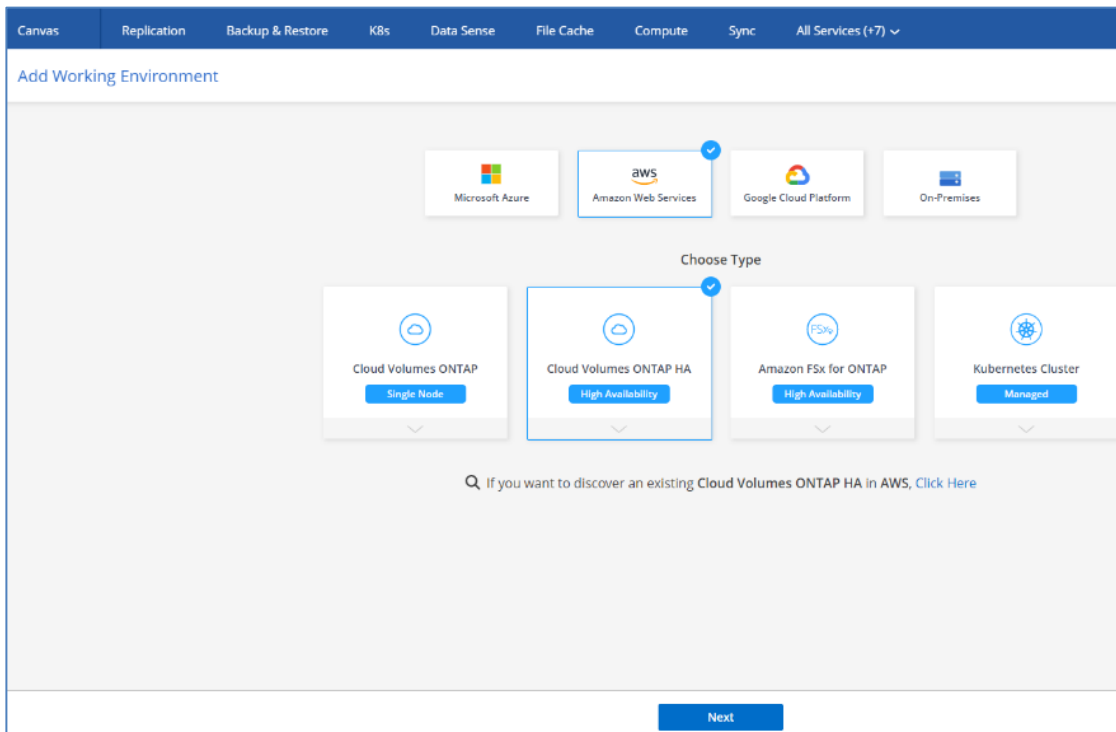 Canvas Replication Backup & Restore K8s Data Sense File Cache Compute Sync All Services (+7)
Add Working Environment
aws
Microsoft Azure Amazon Web Services Google Cloud Platform On-Premises
Choose Type
FSx
Cloud Volumes ONTAP Cloud Volumes ONTAP HA Amazon FSx for ONTAP Kubernetes Cluster
Single Node High Availability High Availability Managed
If you want to discover an existing Cloud Volumes ONTAP HA in AWS, Click Here
Next